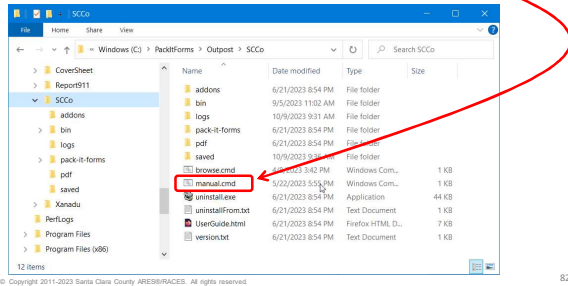 SCCo
File Home Share View
« Windows (C:) > PackItForms > Outpost > SCCo
Search SCCo
CoverSheet
Report911
SCCo
addons
bin
logs
pack-it-forms
pdf
saved
Xanadu
PerfLogs
Program Files
Program Files (x86)
Name Date modified Type Size
addons 6/21/2023 8:54 PM File folder
bin 9/5/2023 11:02 AM File folder
logs 10/9/2023 9:31 AM File folder
pack-it-forms 6/21/2023 8:54 PM File folder
pdf 6/21/2023 8:54 PM File folder
saved 10/9/2023 File folder
browse.cmd 3:42 PM Windows Com... 1 KB
manual.cmd 5/22/2023 5:55 PM Windows Com... 1 KB
uninstall.exe 6/21/2023 8:54 PM Application 44 KB
uninstallFrom.txt 6/21/2023 8:54 PM Text Document 1 KB
UserGuide.html 6/21/2023 8:54 PM Firefox HTML D... 7 KB
version.txt 6/21/2023 8:54 PM Text Document 1 KB
12 items
© Copyright 2011-2023 Santa Clara County ARES®/RACES. All rights reserved.
82